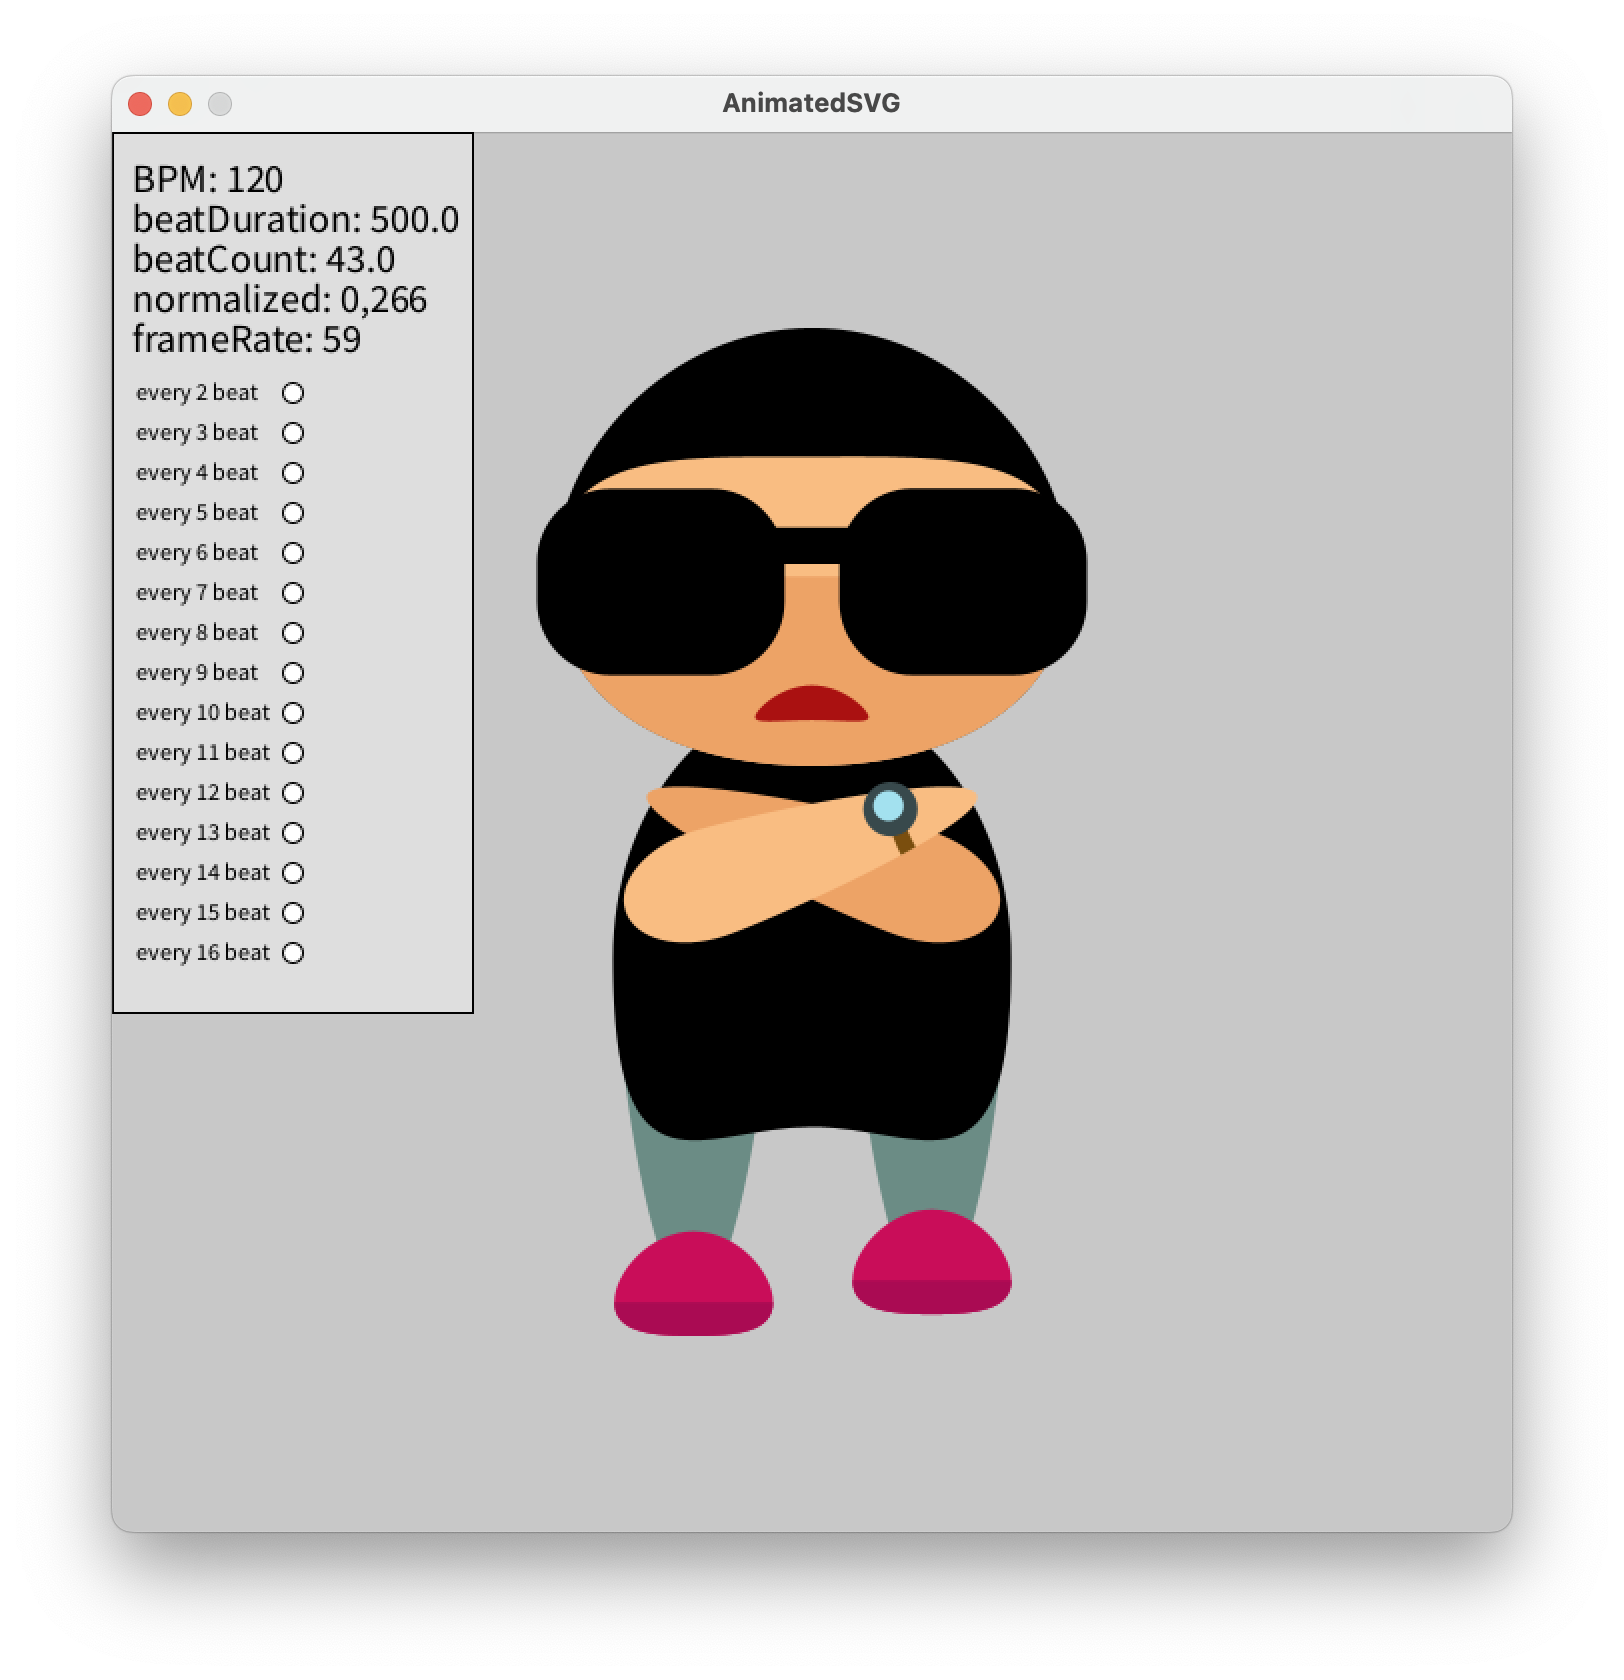 AnimatedSVG
BPM: 120
beatDuration: 500.0
beatCount: 43.0
normalized: 0,266
frameRate: 59
every 2 beat
every 3 beat
every 4 beat
every 5 beat
every 6 beat
every 7 beat
every 8 beat
every 9 beat
every 10 beat
every 11 beat
every 12 beat
every 13 beat
every 14 beat
every 15 beat
every 16 beat